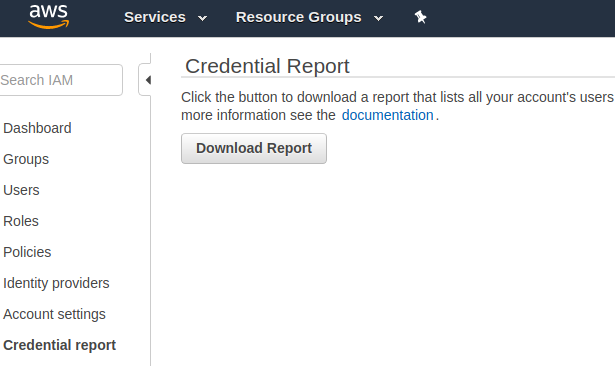 aws Services Resource Groups
Search IAM
Credential Report
Click the button to download a report that lists all your account's users
more information see the documentation.
Download Report
Dashboard
Groups
Users
Roles
Policies
Identity providers
Account settings
Credential report